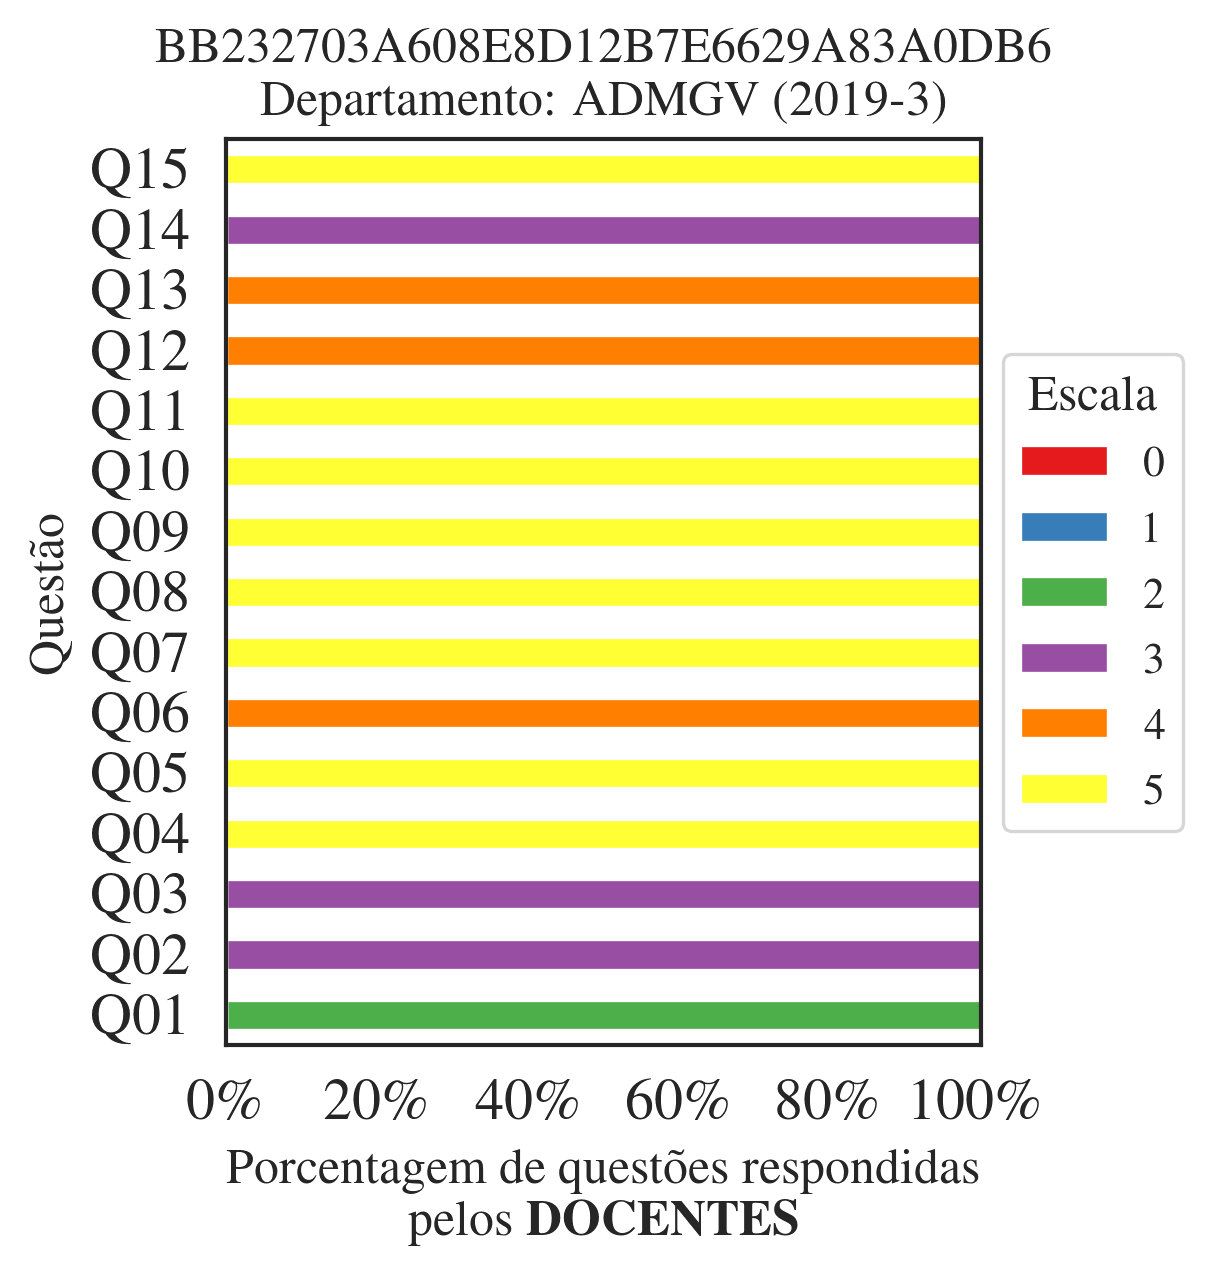 BB232703A608E8D12B7E6629A83A0DB6
Departamento: ADMGV (2019-3)
Questão
Q15
Q14
Q13
Q12
Q11
Q10
Q09
Q08
Q07
Q06
Q05
Q04
Q03
Q02
Q01
0% 20% 40% 60% 80% 100%
Porcentagem de questões respondidas
pelos DOCENTES
Escala
0
1
2
3
4
5